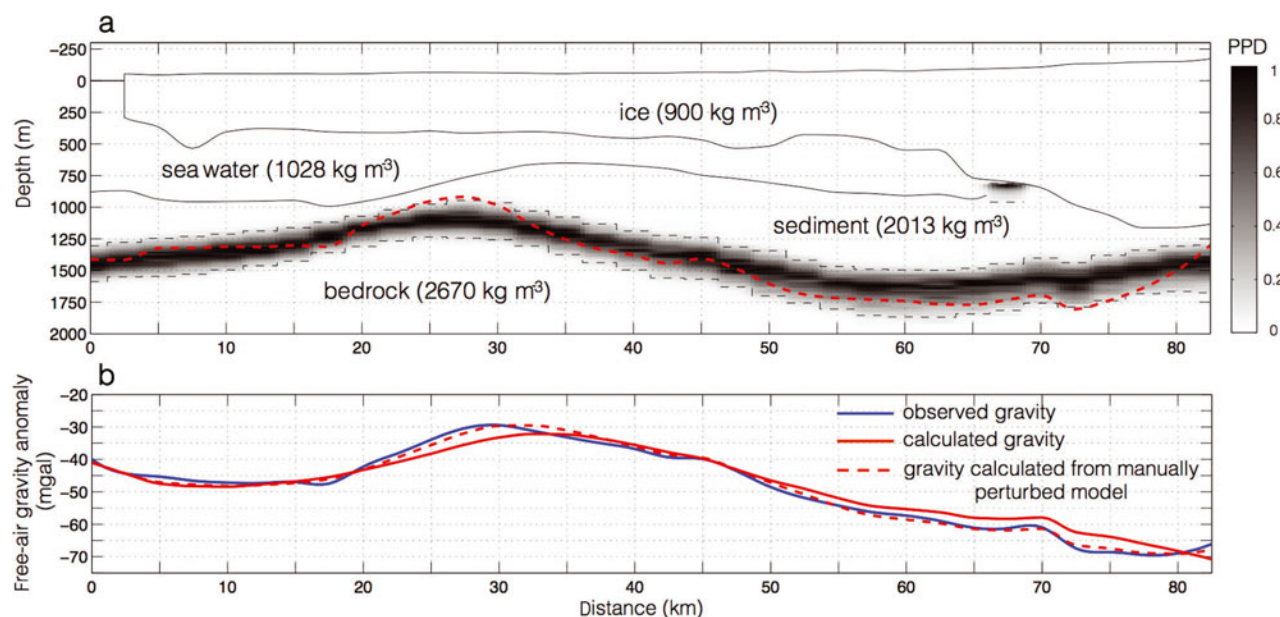 a
PPD
−250
0
250
500
750
1000
1250
1500
1750
2000
Depth (m)
ice (900 kg m³)
sea water (1028 kg m³)
sediment (2013 kg m³)
bedrock (2670 kg m³)
1
0.8
0.6
0.4
0.2
0
0 10 20 30 40 50 60 70 80
b
−20
−30
−40
−50
−60
−70
Free-air gravity anomaly
(mgal)
observed gravity
calculated gravity
gravity calculated from manually
perturbed model
0 10 20 30 40 50 60 70 80
Distance (km)